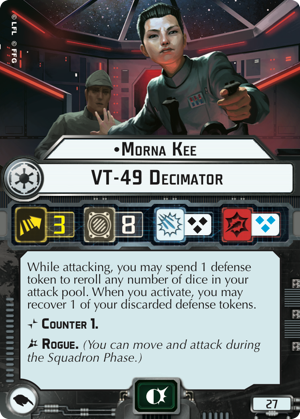 © LFL © FFG
•Morna Kee
VT-49 Decimator
3 8
While attacking, you may spend 1 defense
token to reroll any number of dice in your
attack pool. When you activate, you may
recover 1 of your discarded defense tokens.
Counter 1.
Rogue. (You can move and attack during
the Squadron Phase.)
27